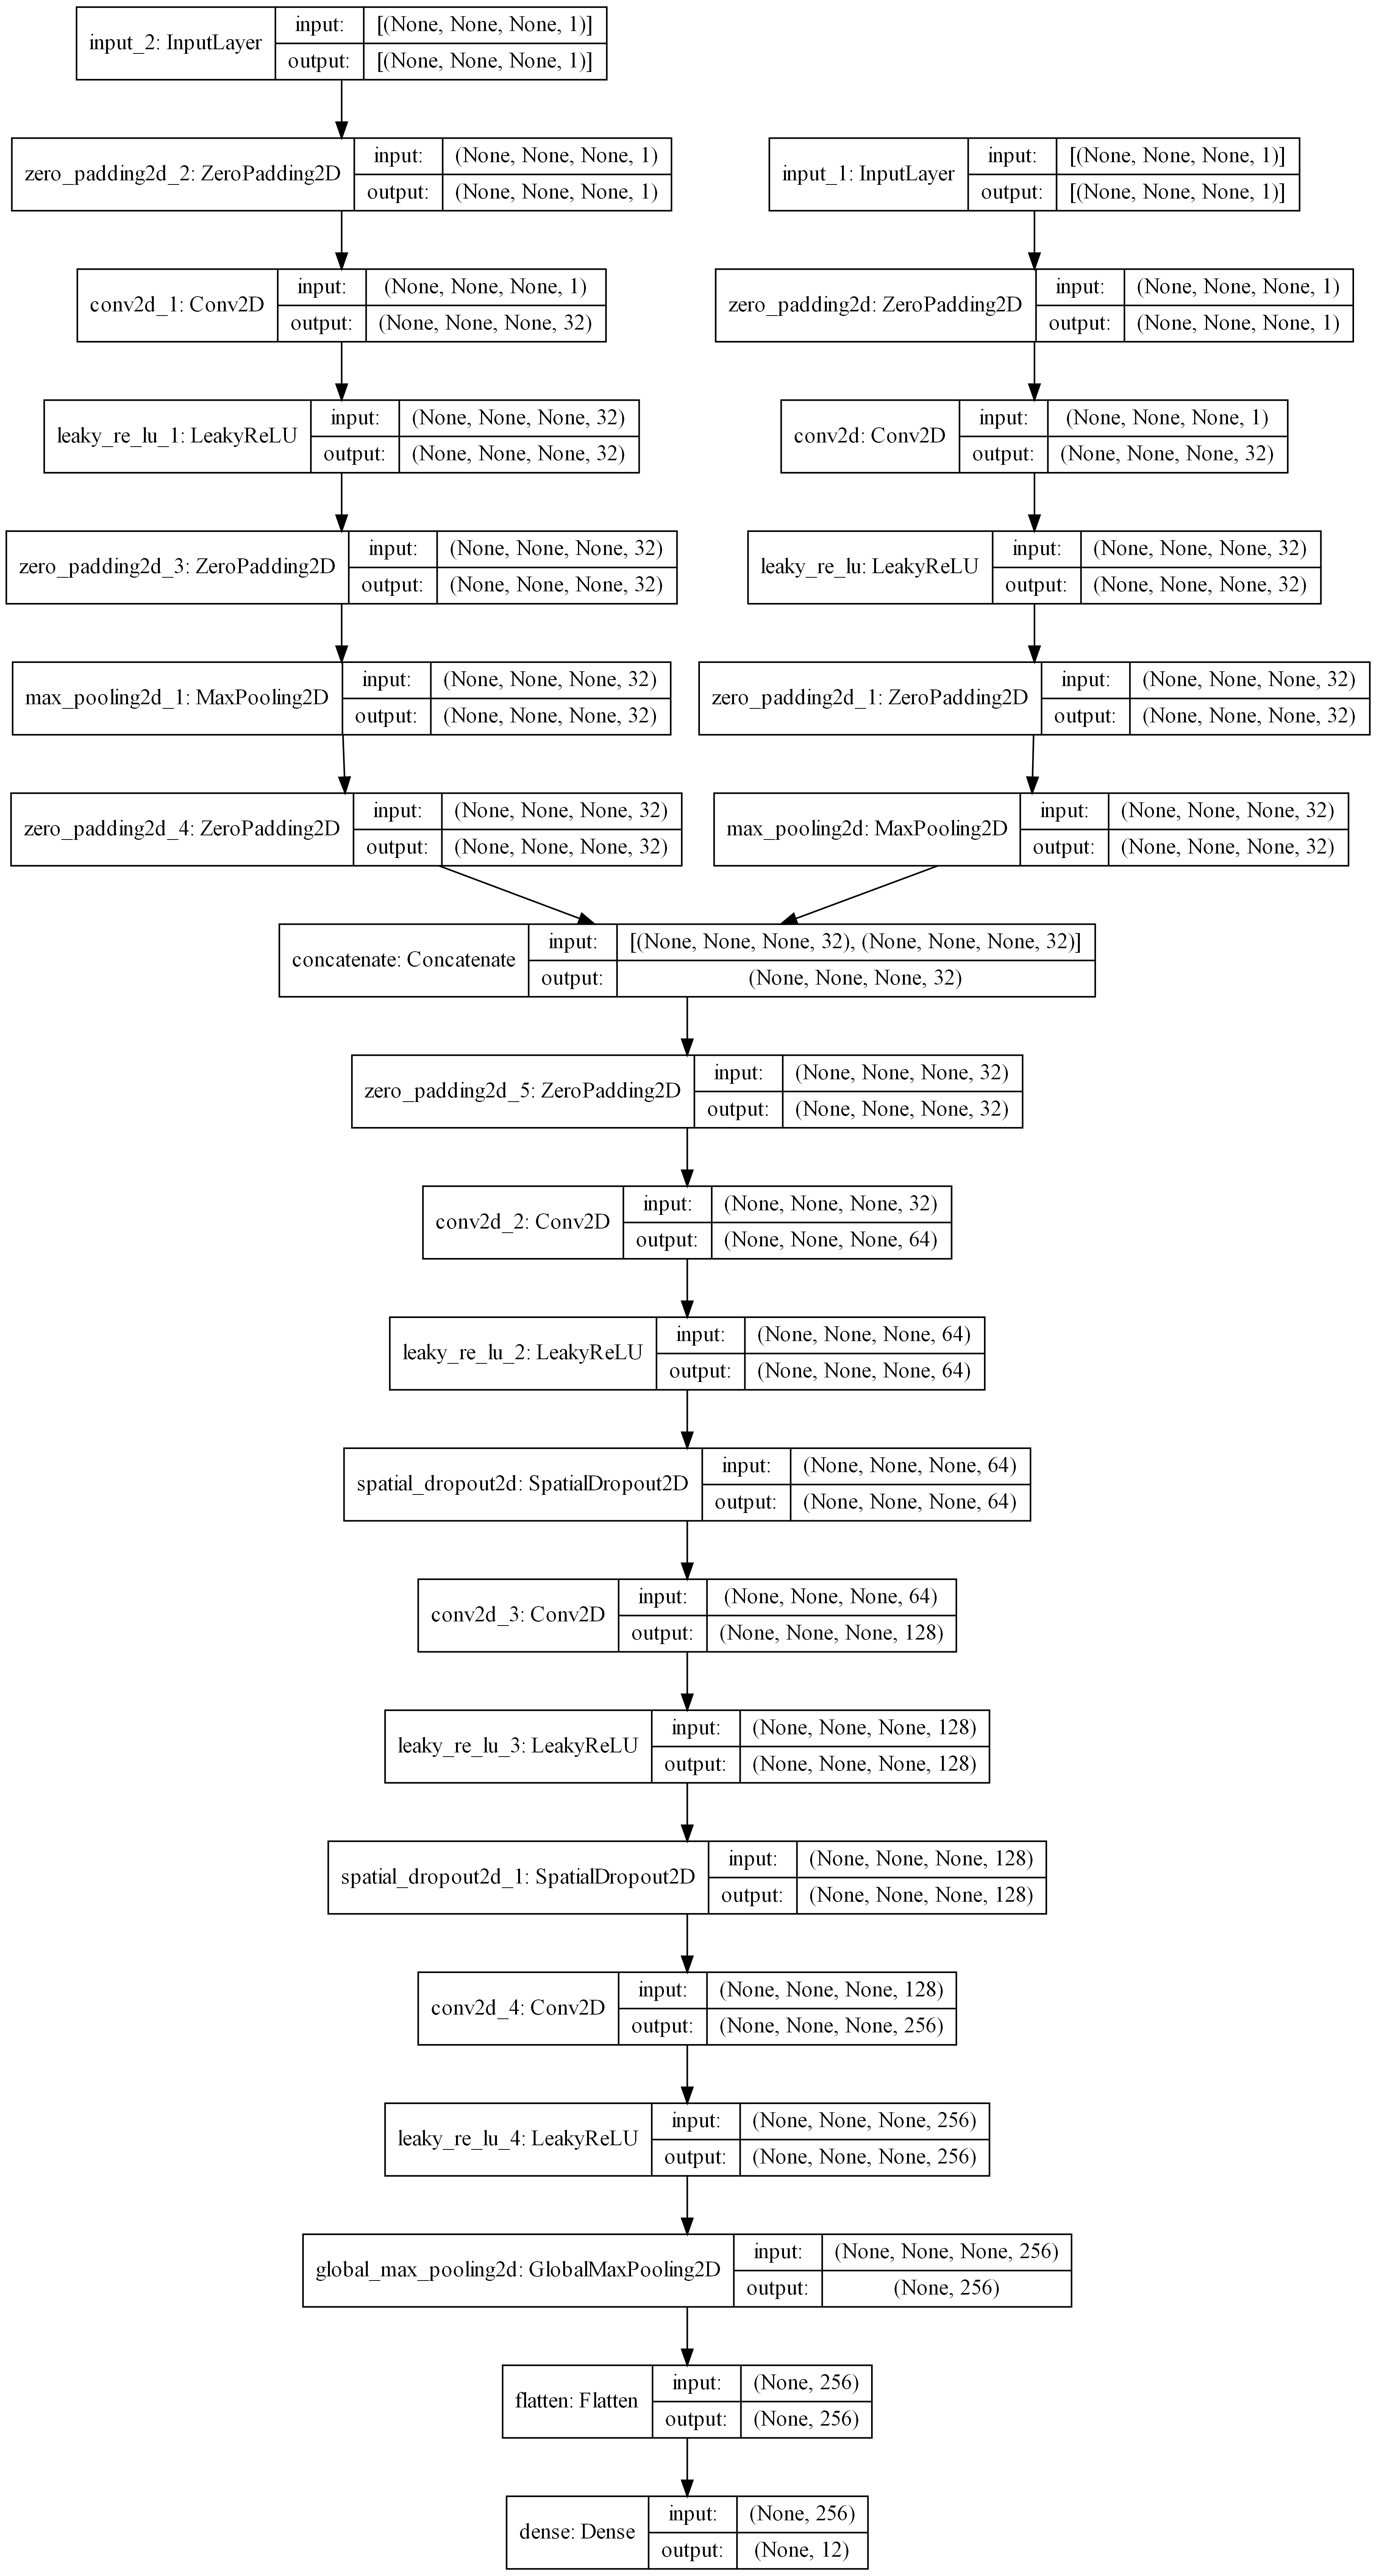 input_2: InputLayer
input: [(None, None, None, 1)]
output: [(None, None, None, 1)]
zero_padding2d_2: ZeroPadding2D
input: (None, None, None, 1)
output: (None, None, None, 1)
input_1: InputLayer
input: [(None, None, None, 1)]
output: [(None, None, None, 1)]
conv2d_1: Conv2D
input: (None, None, None, 1)
output: (None, None, None, 32)
zero_padding2d: ZeroPadding2D
input: (None, None, None, 1)
output: (None, None, None, 1)
leaky_re_lu_1: LeakyReLU
input: (None, None, None, 32)
output: (None, None, None, 32)
conv2d: Conv2D
input: (None, None, None, 1)
output: (None, None, None, 32)
zero_padding2d_3: ZeroPadding2D
input: (None, None, None, 32)
output: (None, None, None, 32)
leaky_re_lu: LeakyReLU
input: (None, None, None, 32)
output: (None, None, None, 32)
max_pooling2d_1: MaxPooling2D
input: (None, None, None, 32)
output: (None, None, None, 32)
zero_padding2d_1: ZeroPadding2D
input: (None, None, None, 32)
output: (None, None, None, 32)
zero_padding2d_4: ZeroPadding2D
input: (None, None, None, 32)
output: (None, None, None, 32)
max_pooling2d: MaxPooling2D
input: (None, None, None, 32)
output: (None, None, None, 32)
concatenate: Concatenate
input: [(None, None, None, 32), (None, None, None, 32)]
output: (None, None, None, 32)
zero_padding2d_5: ZeroPadding2D
input: (None, None, None, 32)
output: (None, None, None, 32)
conv2d_2: Conv2D
input: (None, None, None, 32)
output: (None, None, None, 64)
leaky_re_lu_2: LeakyReLU
input: (None, None, None, 64)
output: (None, None, None, 64)
spatial_dropout2d: SpatialDropout2D
input: (None, None, None, 64)
output: (None, None, None, 64)
conv2d_3: Conv2D
input: (None, None, None, 64)
output: (None, None, None, 128)
leaky_re_lu_3: LeakyReLU
input: (None, None, None, 128)
output: (None, None, None, 128)
spatial_dropout2d_1: SpatialDropout2D
input: (None, None, None, 128)
output: (None, None, None, 128)
conv2d_4: Conv2D
input: (None, None, None, 128)
output: (None, None, None, 256)
leaky_re_lu_4: LeakyReLU
input: (None, None, None, 256)
output: (None, None, None, 256)
global_max_pooling2d: GlobalMaxPooling2D
input: (None, None, None, 256)
output: (None, 256)
flatten: Flatten
input: (None, 256)
output: (None, 256)
dense: Dense
input: (None, 256)
output: (None, 12)